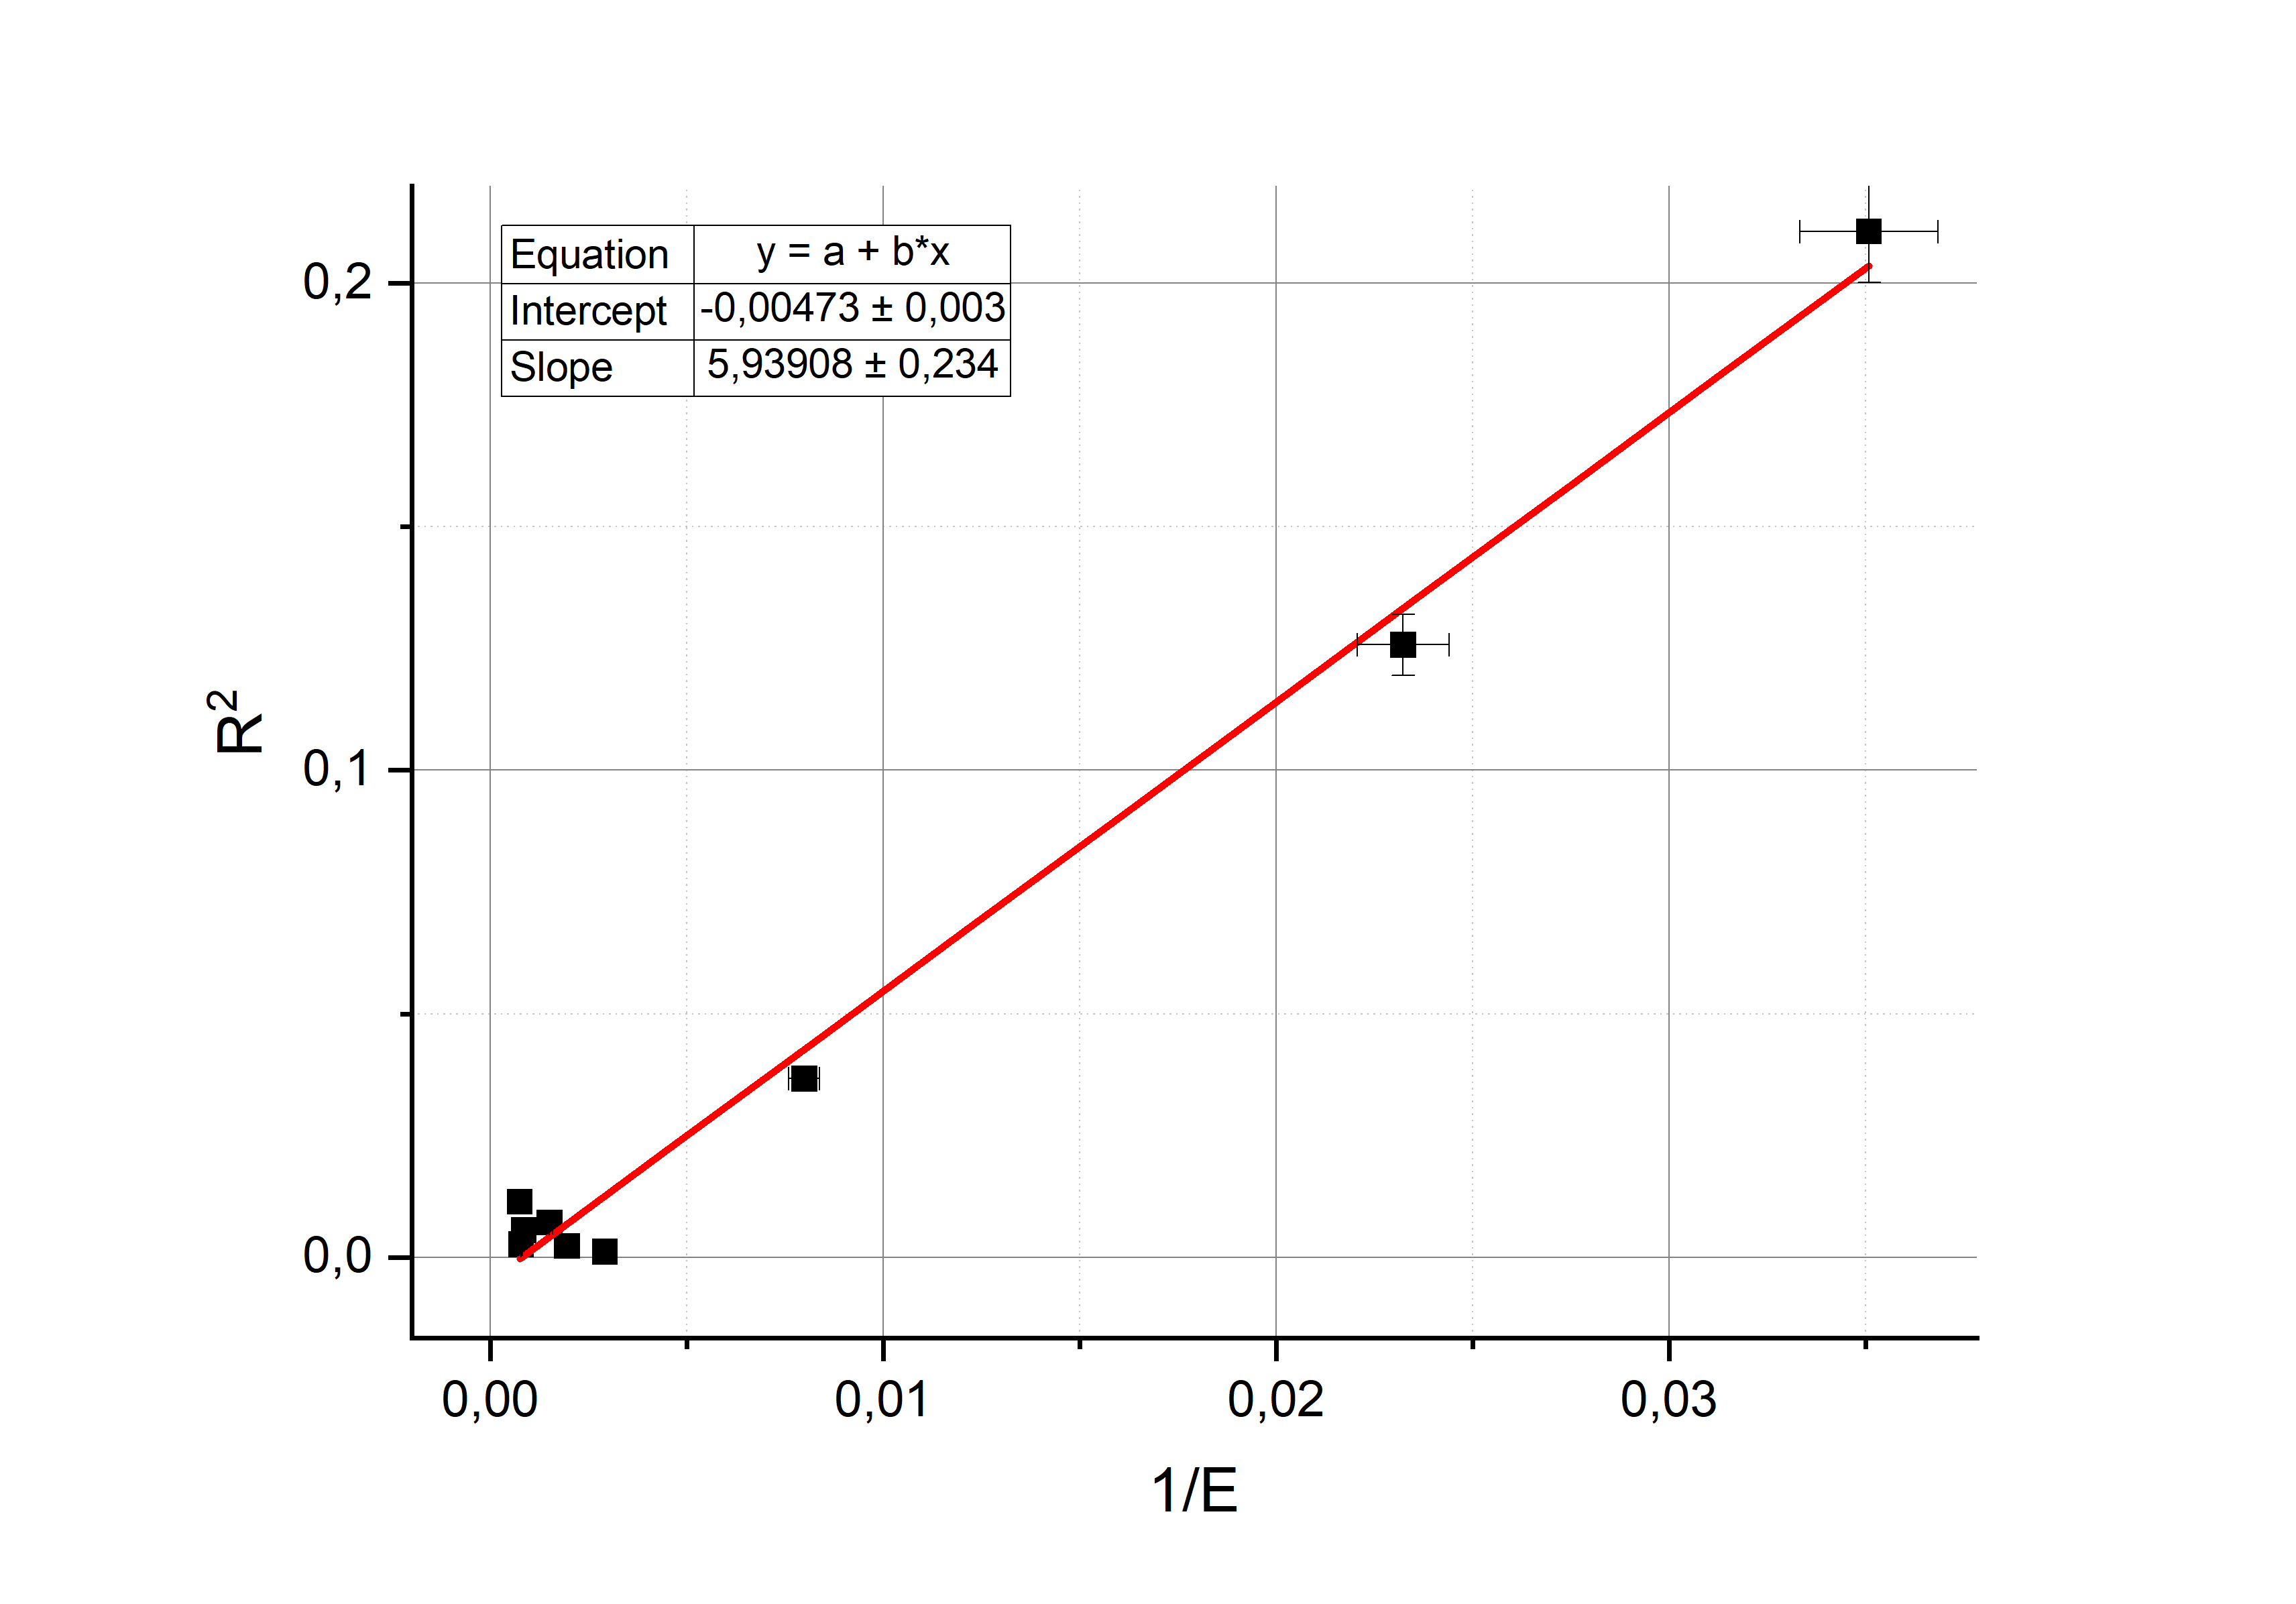 Equation y = a + b*x
Intercept -0,00473 ± 0,003
Slope 5,93908 ± 0,234
0,2
0,1
0,0
R²
0,00 0,01 0,02 0,03
1/E